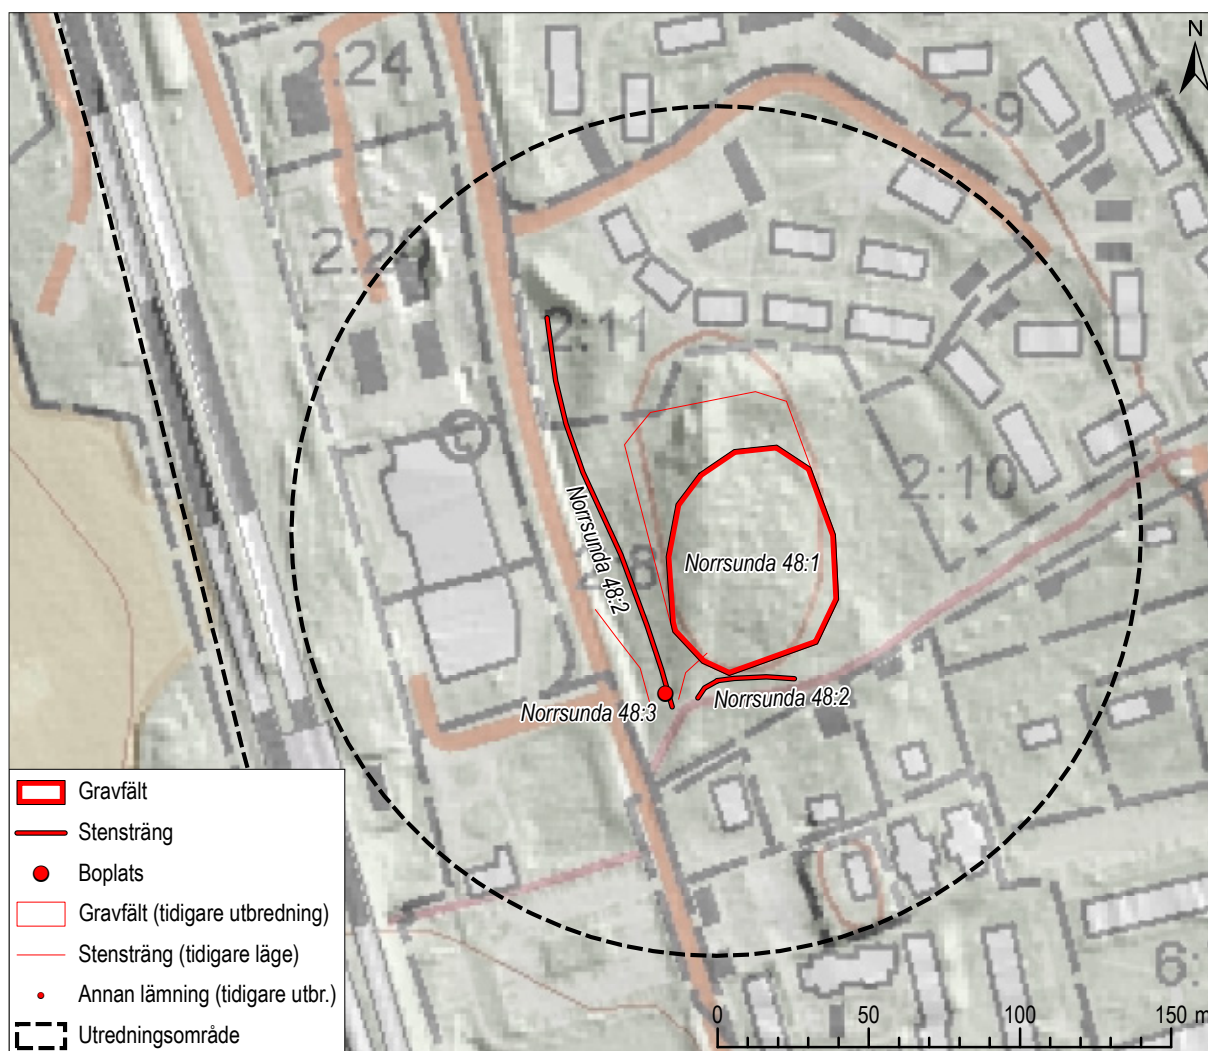 N
2:24
2:9
2:2
2:11
2:10
Norrsunda 48:2
Norrsunda 48:1
Norrsunda 48:3
Norrsunda 48:2
6:
Gravfält
Stensträng
Boplats
Gravfält (tidigare utbredning)
Stensträng (tidigare läge)
Annan lämning (tidigare utbr.)
Utredningsområde
0 50 100 150 m